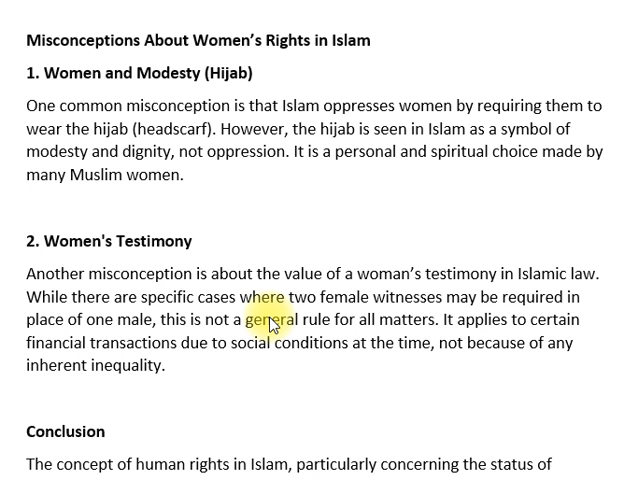 Misconceptions About Women’s Rights in Islam
1. Women and Modesty (Hijab)
One common misconception is that Islam oppresses women by requiring them to
wear the hijab (headscarf). However, the hijab is seen in Islam as a symbol of
modesty and dignity, not oppression. It is a personal and spiritual choice made by
many Muslim women.
2. Women's Testimony
Another misconception is about the value of a woman’s testimony in Islamic law.
While there are specific cases where two female witnesses may be required in
place of one male, this is not a general rule for all matters. It applies to certain
financial transactions due to social conditions at the time, not because of any
inherent inequality.
Conclusion
The concept of human rights in Islam, particularly concerning the status of